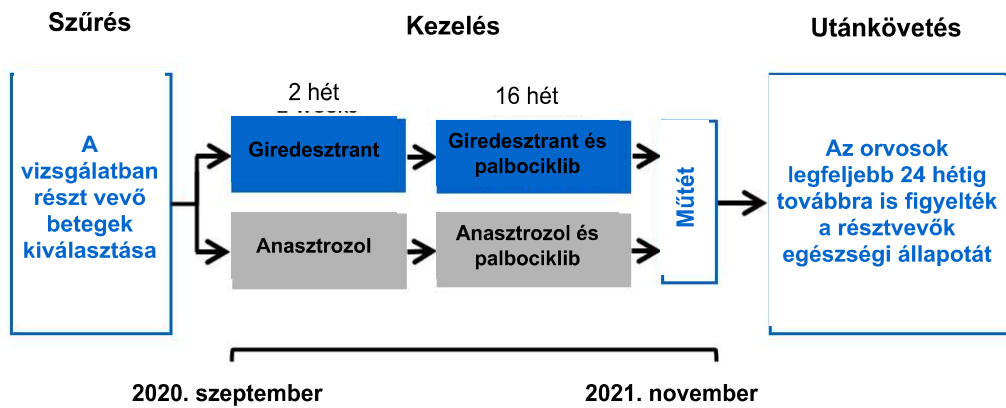 Szűrés
Kezelés
Utánkövetés
2 hét
16 hét
A
vizsgálatban
részt vevő
betegek
kiválasztása
Giredesztrant
Giredesztrant és
palbociklib
Anasztrozol
Anasztrozol és
palbociklib
Műtét
Az orvosok
legfeljebb 24 hétig
továbbra is figyelték
a résztvevők
egészségi állapotát
2020. szeptember
2021. november